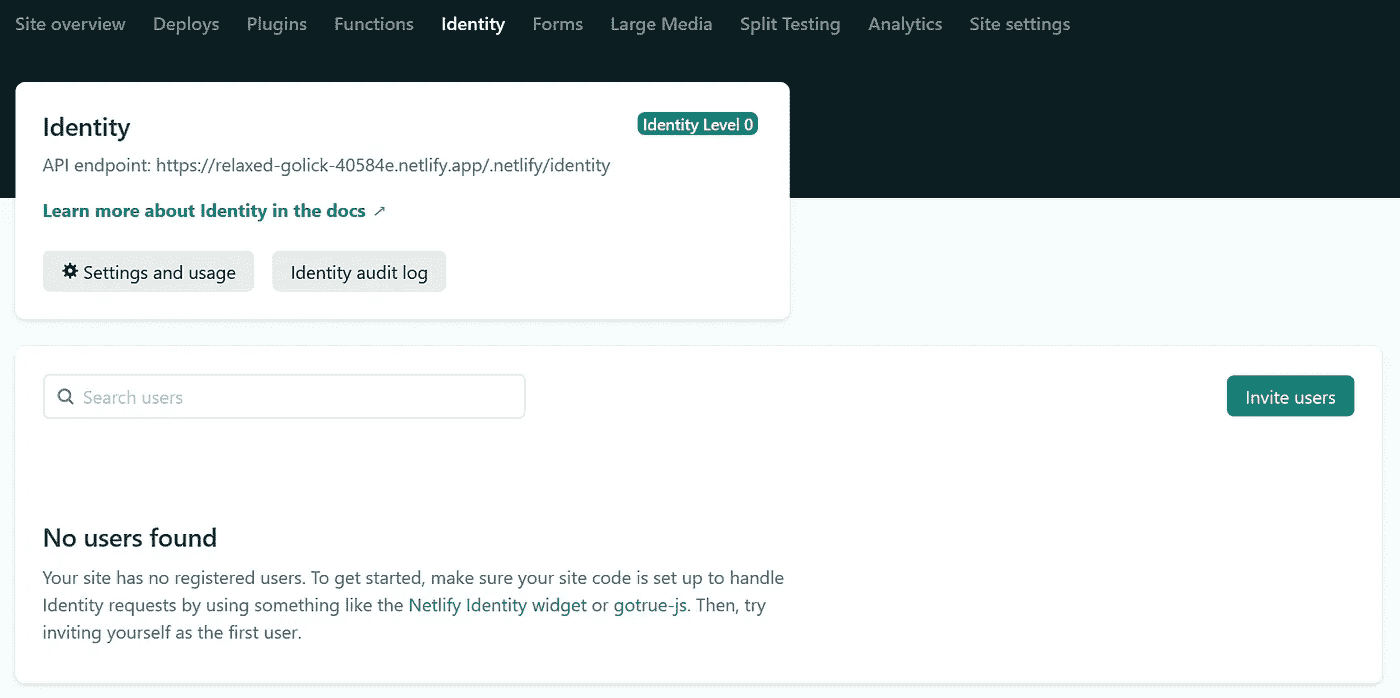 Site overview Deploys Plugins Functions Identity Forms Large Media Split Testing Analytics Site settings
Identity
Identity Level 0
API endpoint: https://relaxed-golick-40584e.netlify.app/.netlify/identity
Learn more about Identity in the docs ↗
Settings and usage Identity audit log
Search users
Invite users
No users found
Your site has no registered users. To get started, make sure your site code is set up to handle
Identity requests by using something like the Netlify Identity widget or gotrue-js. Then, try
inviting yourself as the first user.